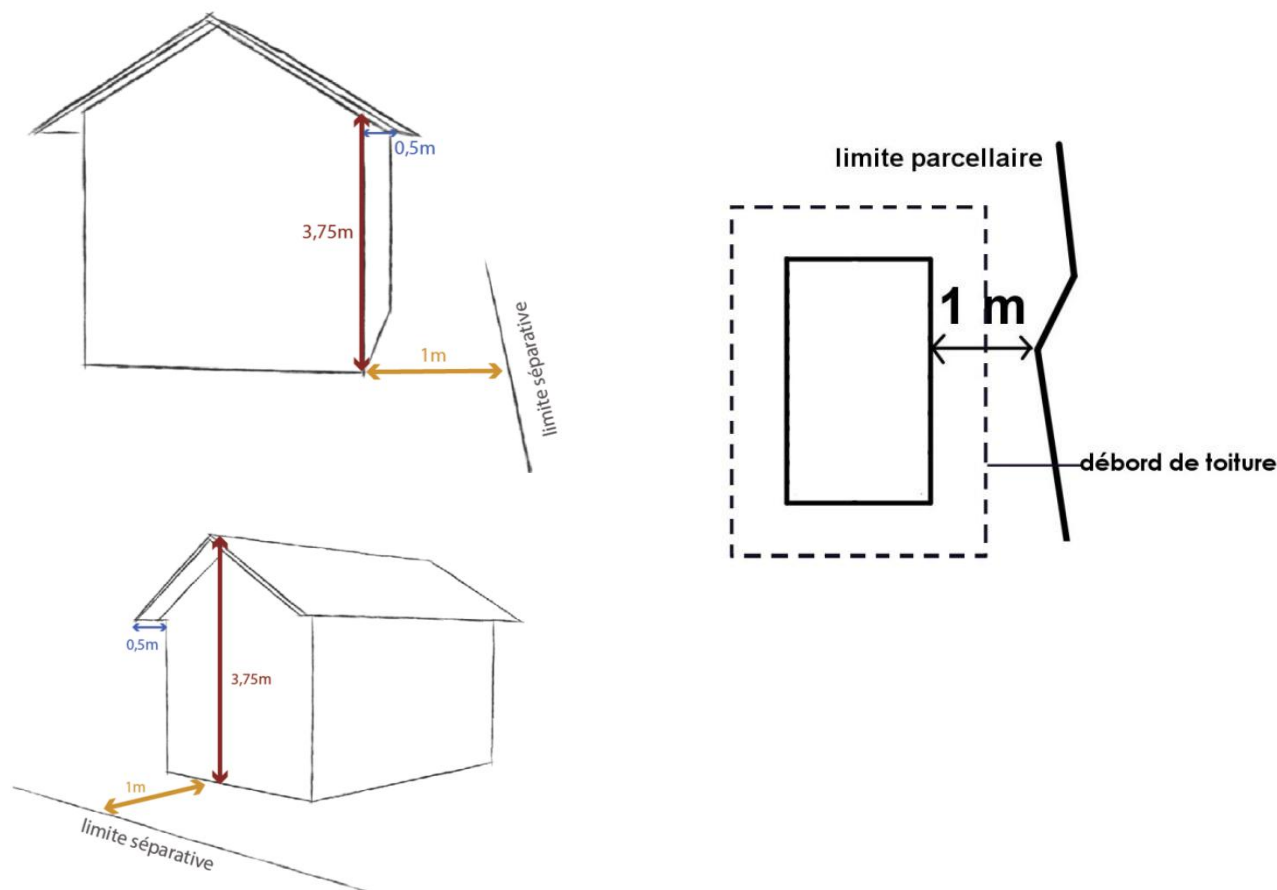 0,5m
3,75m
1m
limite séparative
limite parcellaire
1 m
débord de toiture
0,5m
3,75m
1m
limite séparative